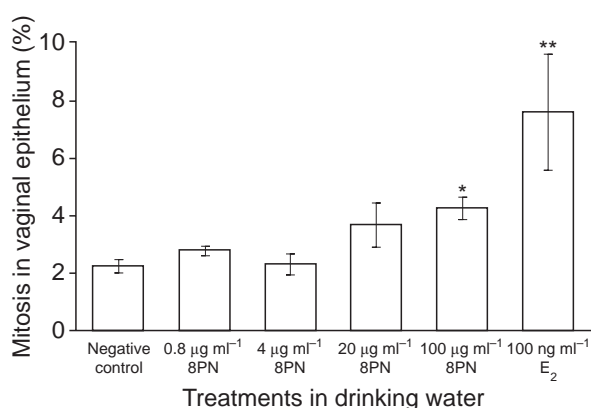 Mitosis in vaginal epithelium (%)
10
8
6
4
2
0
*
**
Negative control
0.8 µg ml⁻¹ 8PN
4 µg ml⁻¹ 8PN
20 µg ml⁻¹ 8PN
100 µg ml⁻¹ 8PN
100 ng ml⁻¹ E₂
Treatments in drinking water